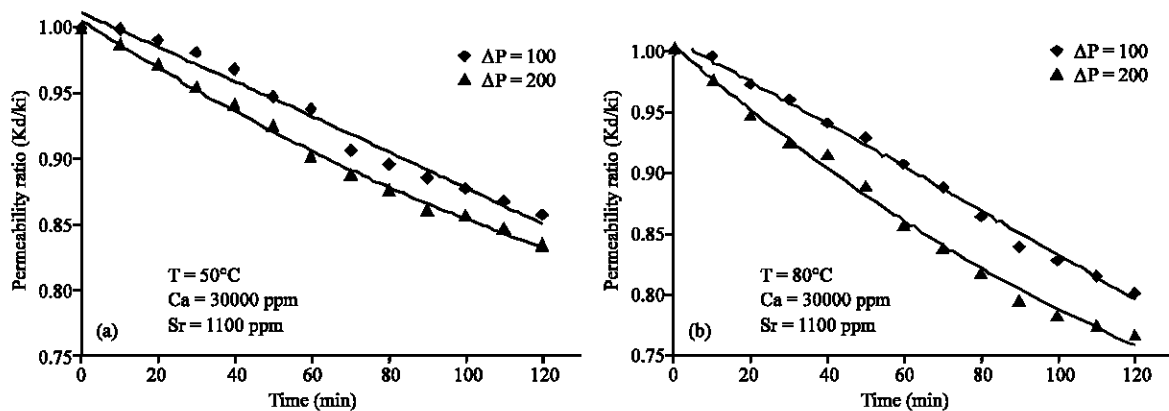 1.00
0.95
0.90
0.85
0.80
0.75
Permeability ratio (Kd/ki)
ΔP = 100
ΔP = 200
T = 50°C
Ca = 30000 ppm
Sr = 1100 ppm
(a)
0 20 40 60 80 100 120
Time (min)
1.00
0.95
0.90
0.85
0.80
0.75
Permeability ratio (Kd/ki)
ΔP = 100
ΔP = 200
T = 80°C
Ca = 30000 ppm
Sr = 1100 ppm
(b)
0 20 40 60 80 100 120
Time (min)